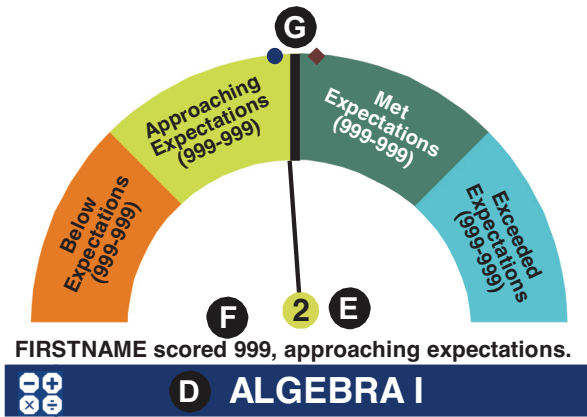 G
Approaching
Expectations
(999-999)
Met
Expectations
(999-999)
Below
Expectations
(999-999)
Exceeded
Expectations
(999-999)
F
2
E
FIRSTNAME scored 999, approaching expectations.
D ALGEBRA I